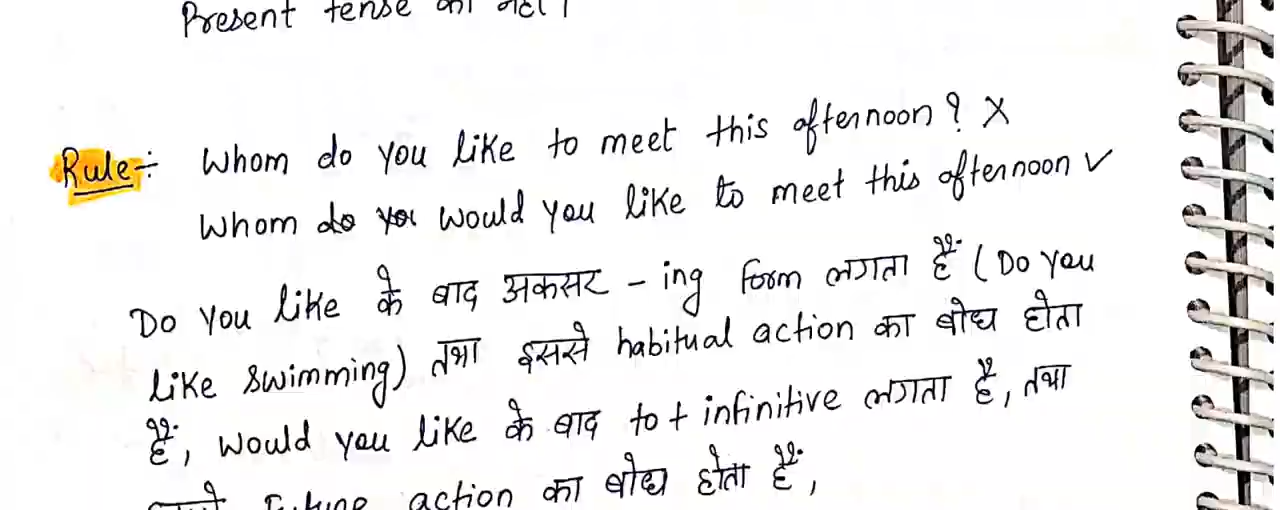 Present tense का नहीं।
Rule:- Whom do you like to meet this afternoon? X
Whom do you would you like to meet this afternoon ✓
Do you like के बाद अकसर -ing form लगता हैं (Do you
like swimming) तथा इससे habitual action का बोध होता
हैं, would you like के बाद to + infinitive लगता है, तथा
Future action का बोध होता हैं,